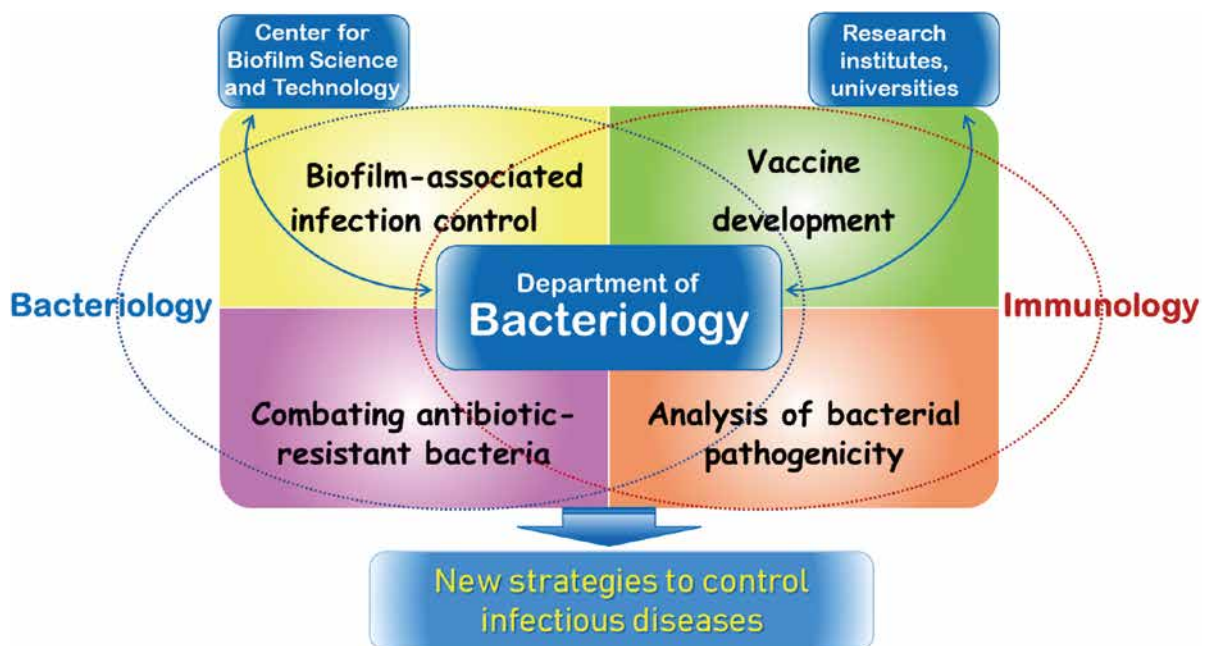 Center for
Biofilm Science
and Technology
Research
institutes,
universities
Biofilm-associated
infection control
Vaccine
development
Bacteriology
Department of
Bacteriology
Immunology
Combating antibiotic-
resistant bacteria
Analysis of bacterial
pathogenicity
New strategies to control
infectious diseases